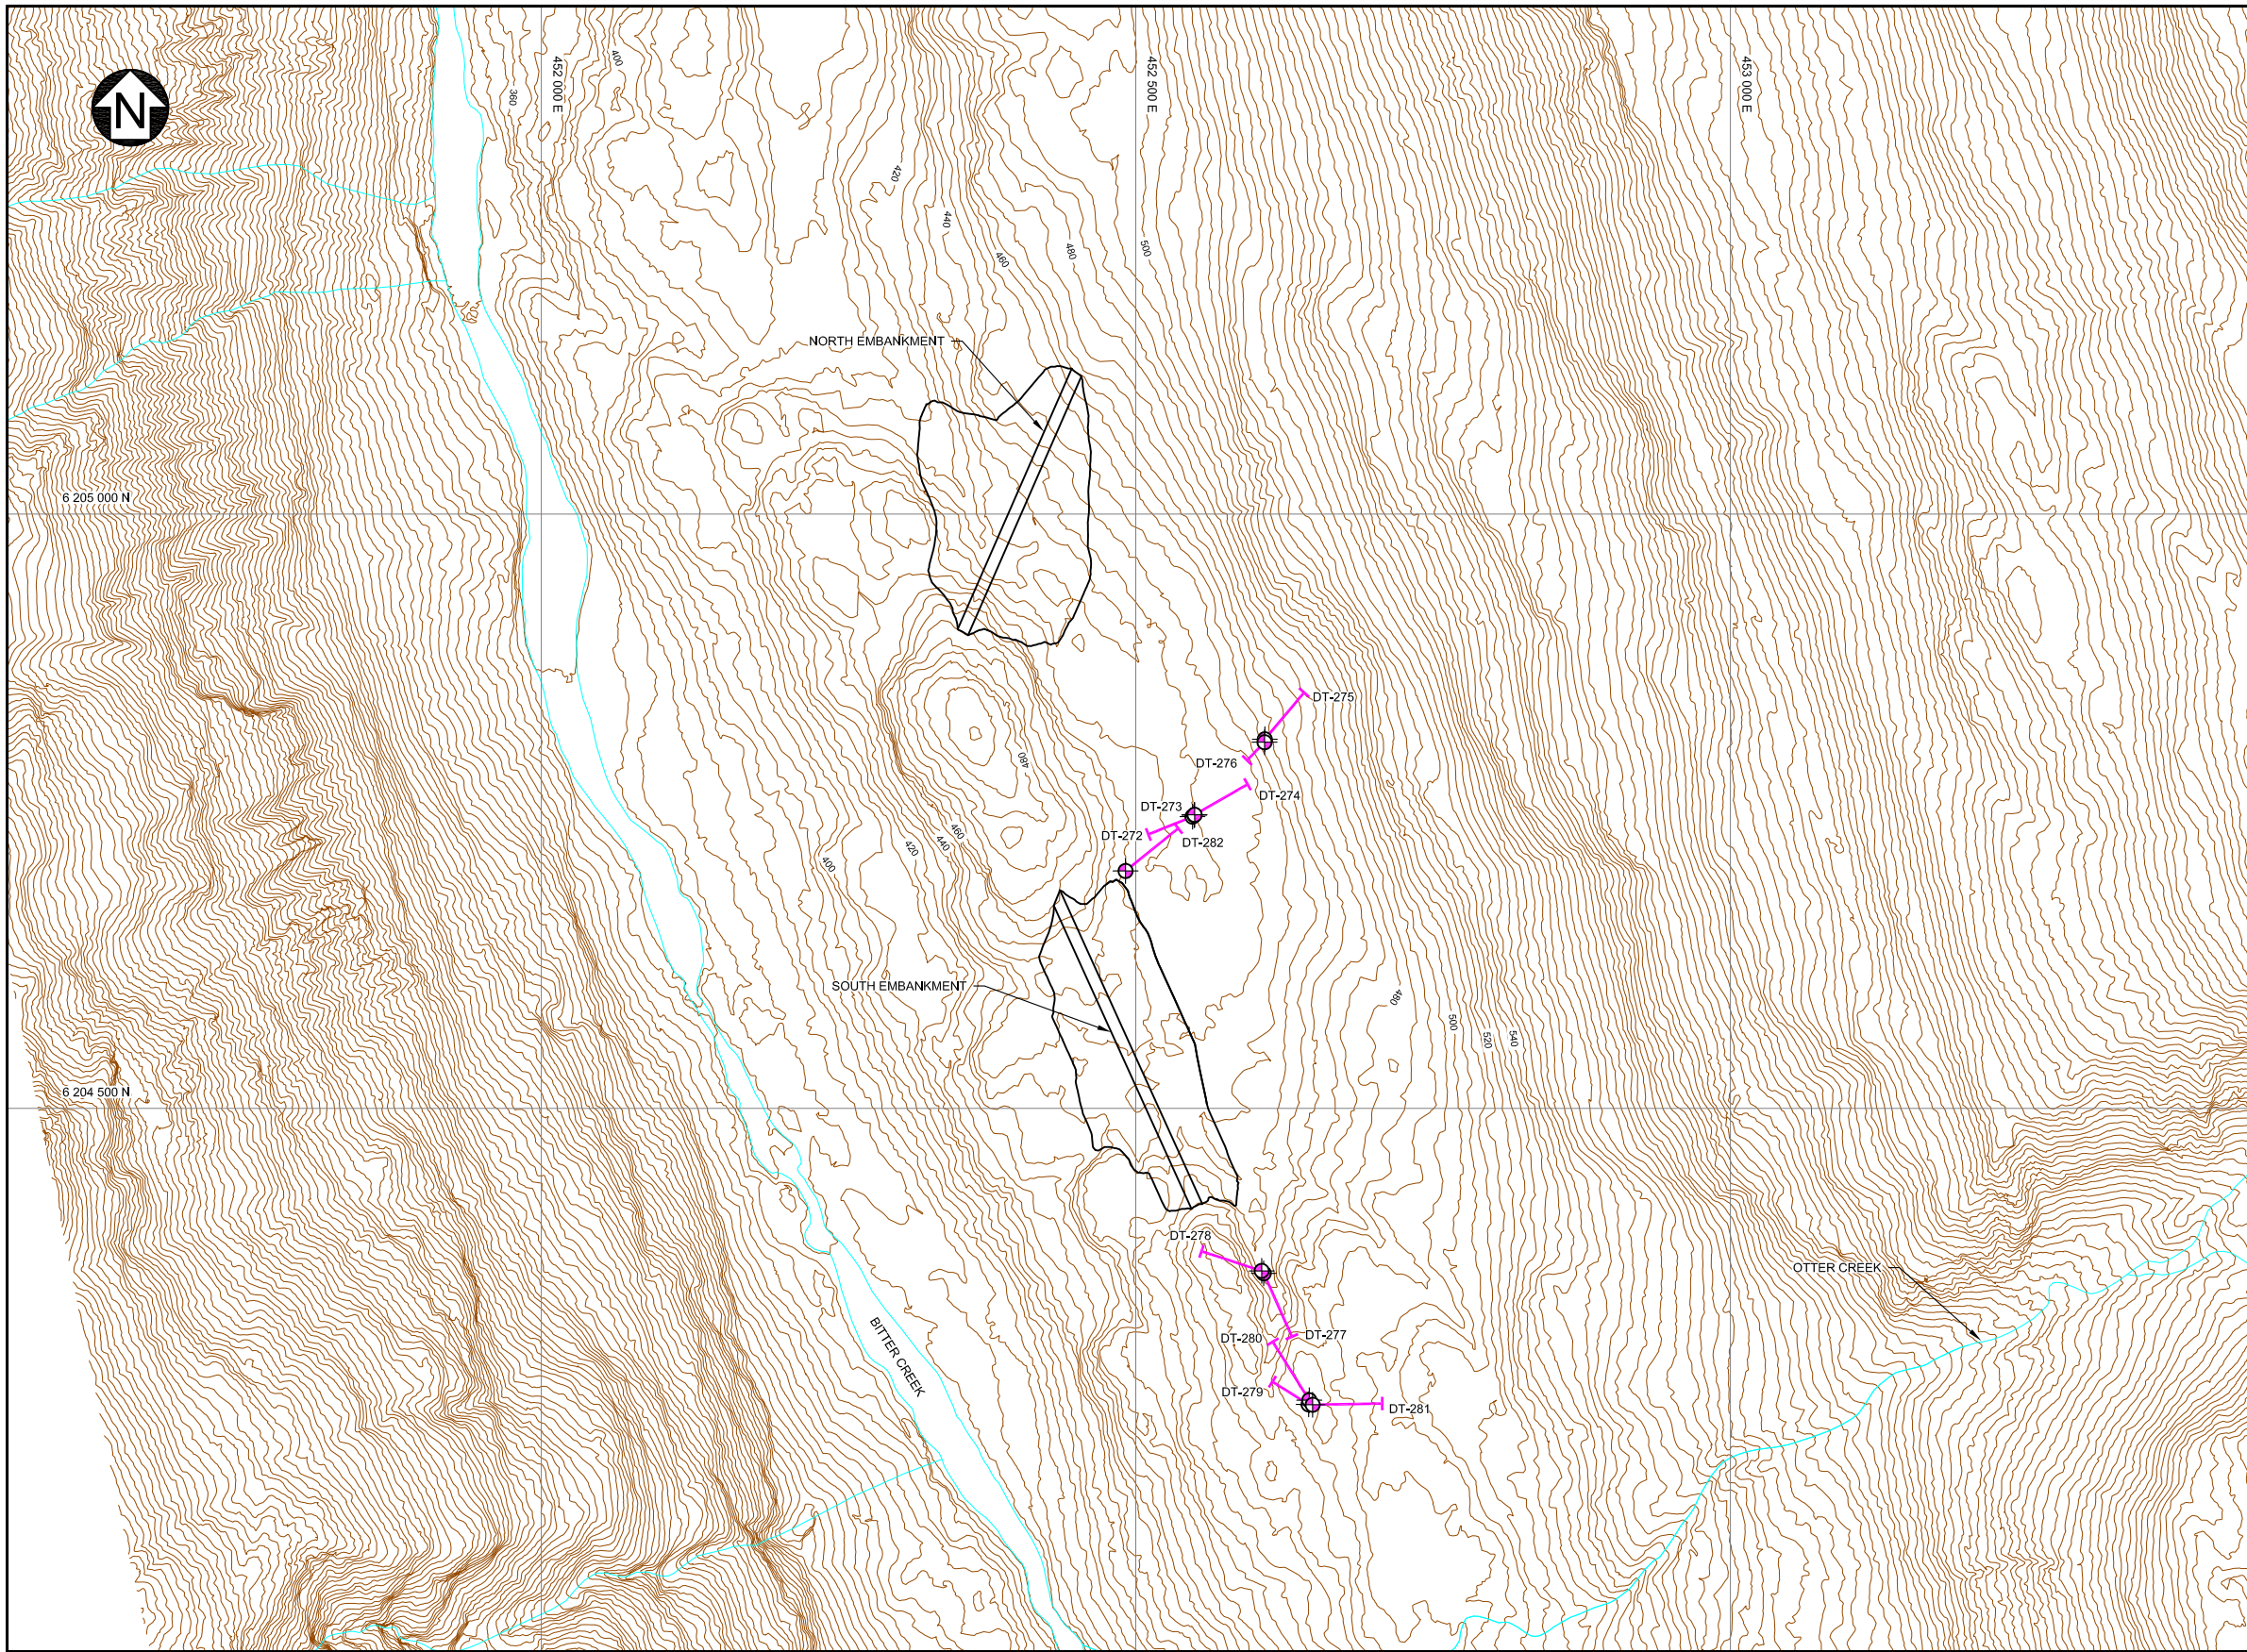 452 000 E
452 500 E
453 000 E
400
360
N
420
440
460
480
500
320
NORTH EMBANKMENT
6 205 000 N
DT-275
DT-276
DT-274
480
DT-273
DT-272
DT-282
460
440
420
400
SOUTH EMBANKMENT
480
500
520
540
6 204 500 N
DT-278
OTTER CREEK
BITTER CREEK
DT-280
DT-277
DT-279
DT-281